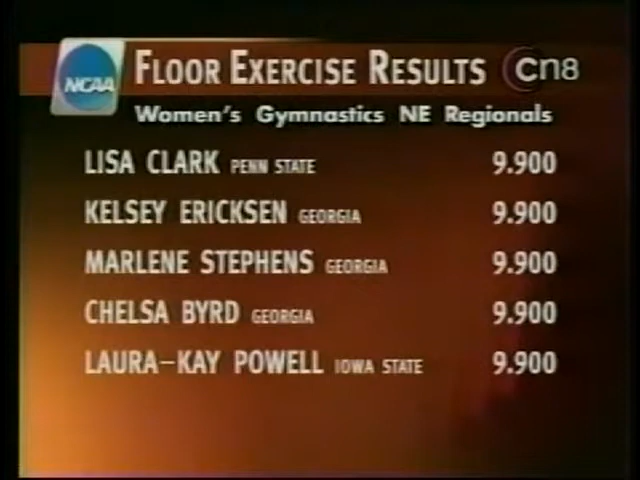 NCAA FLOOR EXERCISE RESULTS Cn8
Women's Gymnastics NE Regionals
LISA CLARK PENN STATE 9.900
KELSEY ERICKSEN GEORGIA 9.900
MARLENE STEPHENS GEORGIA 9.900
CHELSA BYRD GEORGIA 9.900
LAURA-KAY POWELL IOWA STATE 9.900